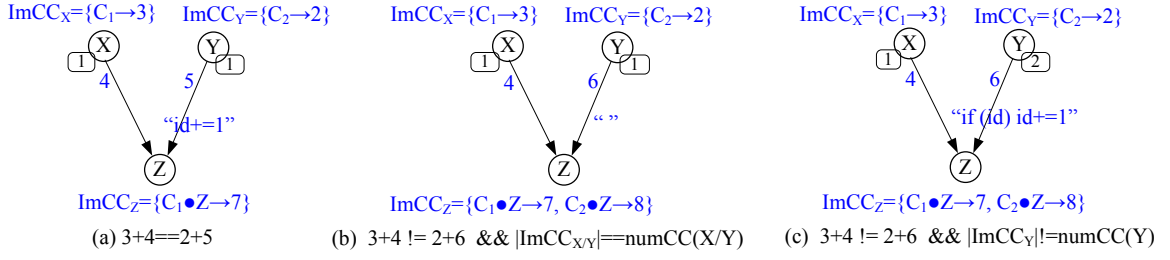 ImCC_X={C_1→3} ImCC_Y={C_2→2}
X Y
1 1
4 5
“id+=1”
Z
ImCC_Z={C_1●Z→7}
(a) 3+4==2+5
ImCC_X={C_1→3} ImCC_Y={C_2→2}
X Y
1 1
4 6
“ ”
Z
ImCC_Z={C_1●Z→7, C_2●Z→8}
(b) 3+4 != 2+6 && |ImCC_X/Y|==numCC(X/Y)
ImCC_X={C_1→3} ImCC_Y={C_2→2}
X Y
1 2
4 6
“if (id) id+=1”
Z
ImCC_Z={C_1●Z→7, C_2●Z→8}
(c) 3+4 != 2+6 && |ImCC_Y|!=numCC(Y)